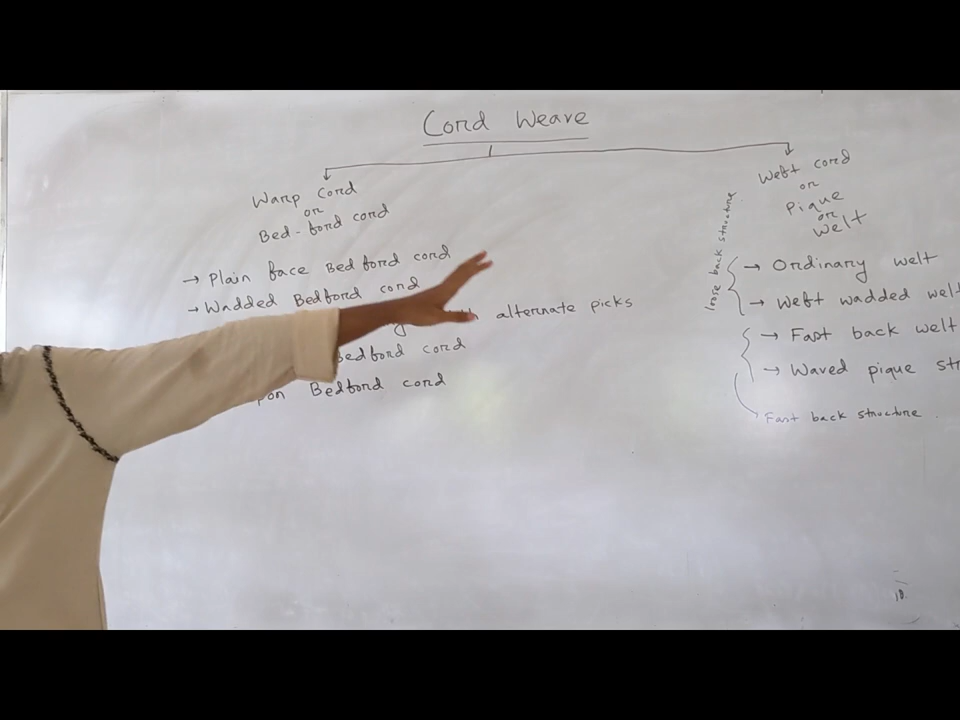 Cord Weave
Warp cord
or
Bed-ford cord
→ Plain face Bedford cord
→ Wadded Bedford cord
alternate picks
Bedford cord
Bedford cord
Weft cord
or
Pique
or
Welt
loose back structure
→ Ordinary welt
→ Weft wadded welt
→ Fast back welt
→ Waved pique
Fast back structure.